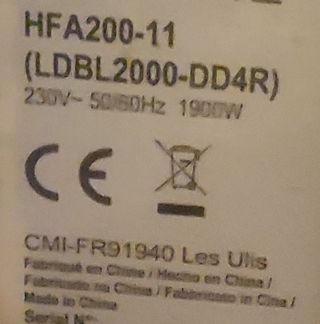 HFA200-11
(LDBL2000-DD4R)
230V~ 50/60Hz 1900W
CE
CMI-FR91940 Les Ulis
Fabriqué en Chine / Hecho en China /
Fabricado na China / Fabbricato in Cina /
Made in China
Serial N°: